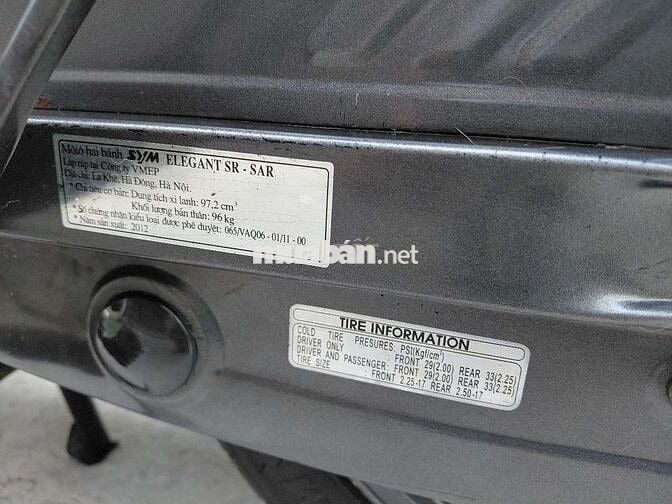 Môtô hai bánh SYM ELEGANT SR - SAR
Lắp ráp tại Công ty VMEP
Địa chỉ: La Khê, Hà Đông, Hà Nội.
* Chỉ tiêu cơ bản: Dung tích xi lanh: 97.2 cm³
Khối lượng bản thân: 96 kg
* Số chứng nhận kiểu loại được phê duyệt: 065/VAQ06 - 01/11 - 00
* Năm sản xuất: 2012
muabán.net
TIRE INFORMATION
COLD TIRE PRESURES: PSI(Kgf/cm²)
DRIVER ONLY : FRONT 29(2.00) REAR 33(2.25)
DRIVER AND PASSENGER: FRONT 29(2.00) REAR 33(2.25)
TIRE SIZE : FRONT 2.25-17 REAR 2.50-17